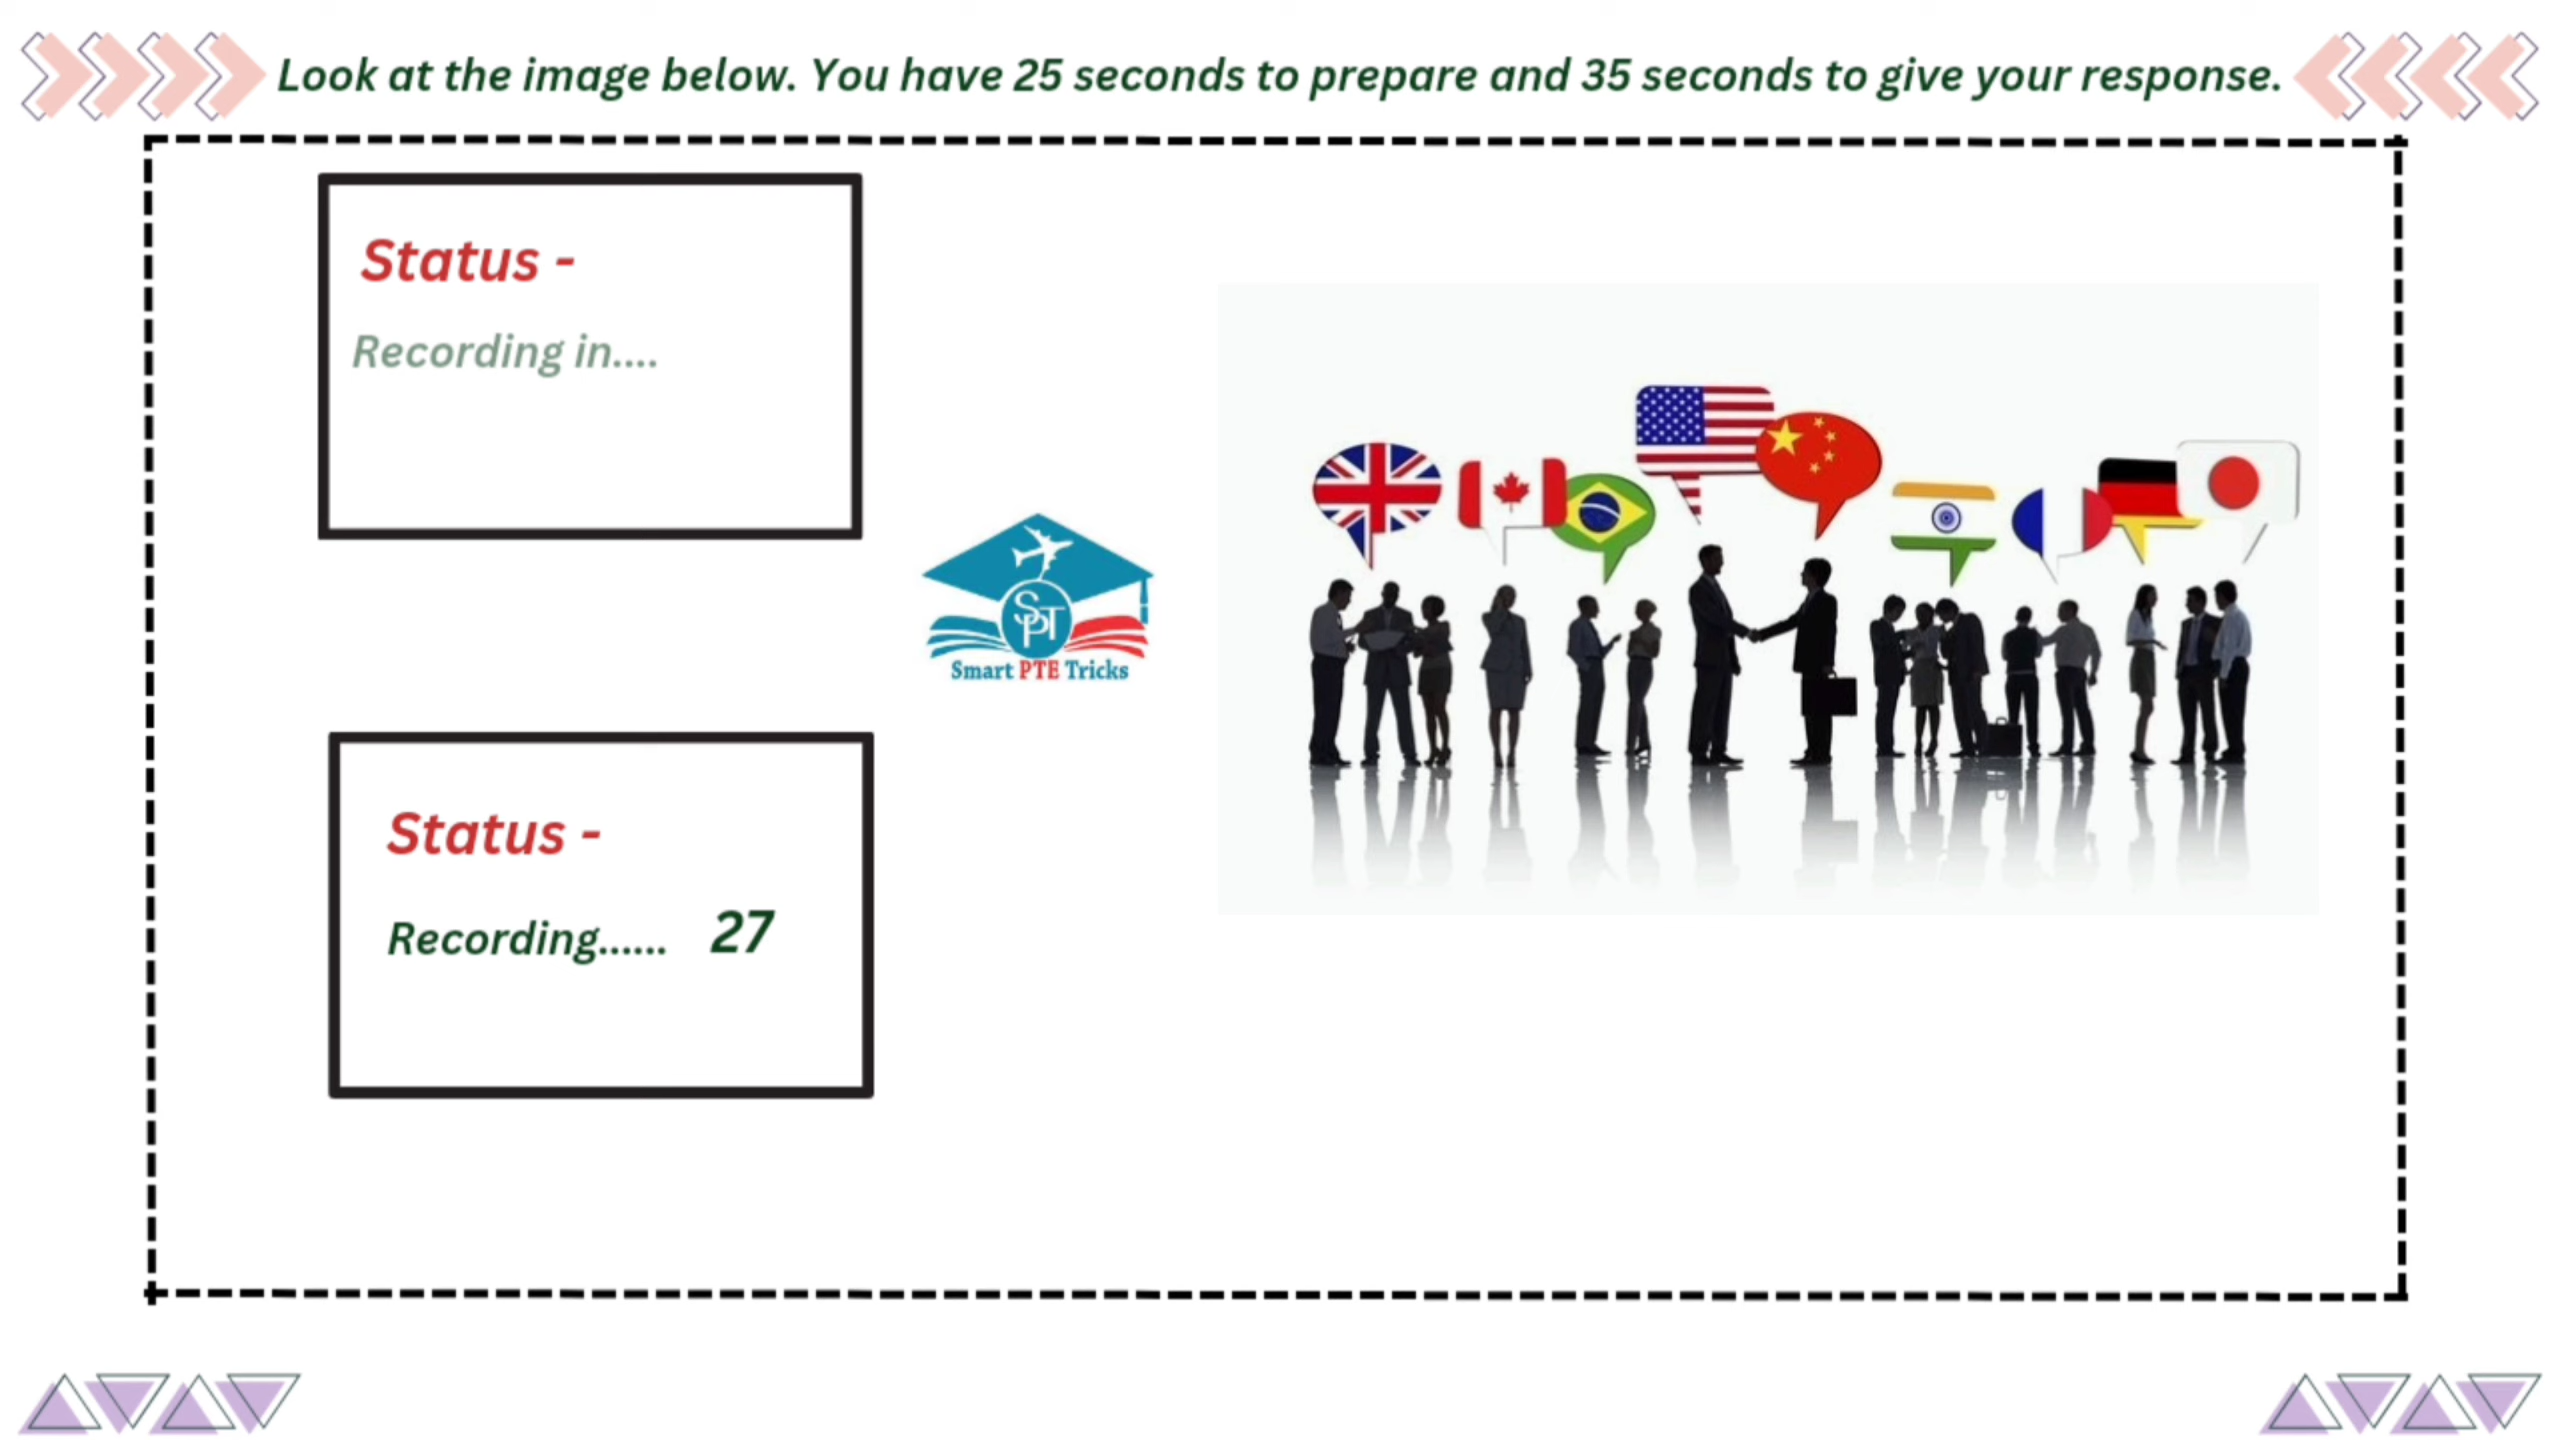 Look at the image below. You have 25 seconds to prepare and 35 seconds to give your response.
Status -
Recording in....
SPT
Smart PTE Tricks
Status -
Recording...... 27